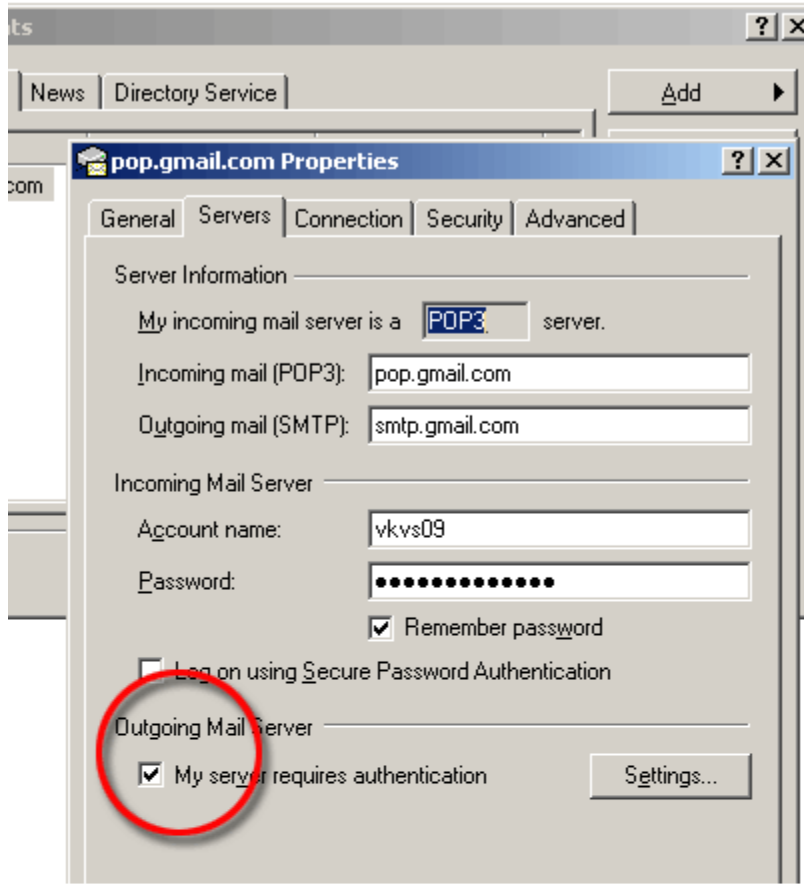 ts
News Directory Service Add
com
pop.gmail.com Properties
General Servers Connection Security Advanced
Server Information
My incoming mail server is a POP3 server.
Incoming mail (POP3): pop.gmail.com
Outgoing mail (SMTP): smtp.gmail.com
Incoming Mail Server
Account name: vkvs09
Password: ●●●●●●●●●●●●●
Remember password
Log on using Secure Password Authentication
Outgoing Mail Server
My server requires authentication Settings...